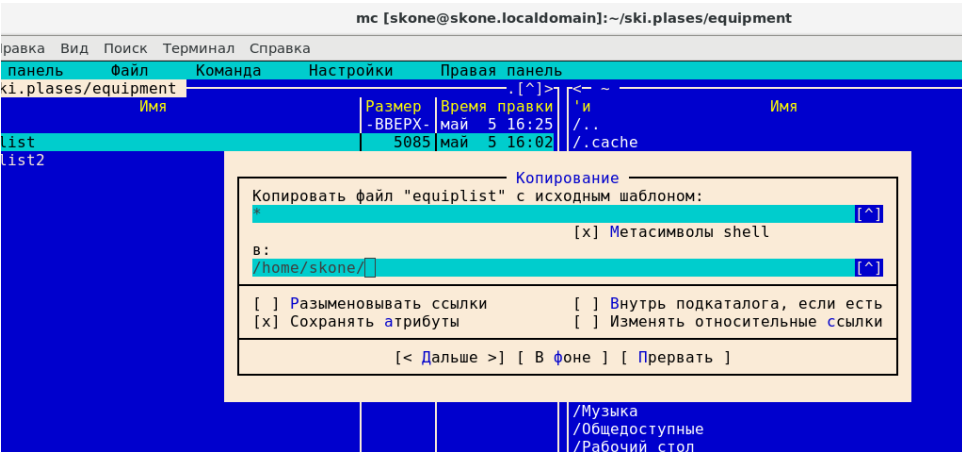 mc [skone@skone.localdomain]:~/ski.plases/equipment
Правка Вид Поиск Терминал Справка
панель Файл Команда Настройки Правая панель
ki.plases/equipment .[^]> <- ~
Имя Размер Время правки 'и Имя
-ВВЕРХ- май 5 16:25 /..
list 5085 май 5 16:02 /.cache
list2
Копирование
Копировать файл "equiplist" с исходным шаблоном:
* [^]
[x] Метасимволы shell
в:
/home/skone/ [^]
[ ] Разыменовывать ссылки [ ] Внутрь подкаталога, если есть
[x] Сохранять атрибуты [ ] Изменять относительные ссылки
[< Дальше >] [ В фоне ] [ Прервать ]
/Музыка
/Общедоступные
/Рабочий стол